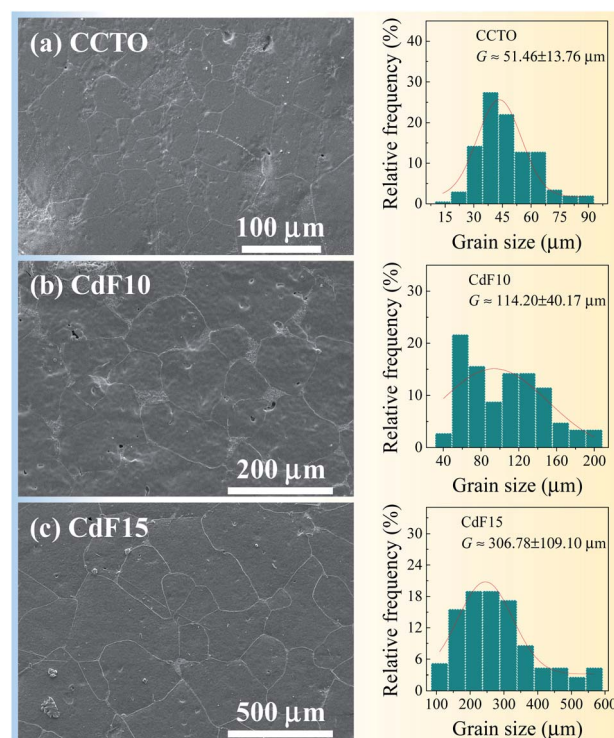 (a) CCTO
100 μm
Relative frequency (%)
40
30
20
10
0
CCTO
G ≈ 51.46±13.76 μm
15 30 45 60 75 90
Grain size (μm)
(b) CdF10
200 μm
Relative frequency (%)
30
20
10
0
CdF10
G ≈ 114.20±40.17 μm
40 80 120 160 200
Grain size (μm)
(c) CdF15
500 μm
Relative frequency (%)
30
24
18
12
6
0
CdF15
G ≈ 306.78±109.10 μm
100 200 300 400 500 600
Grain size (μm)